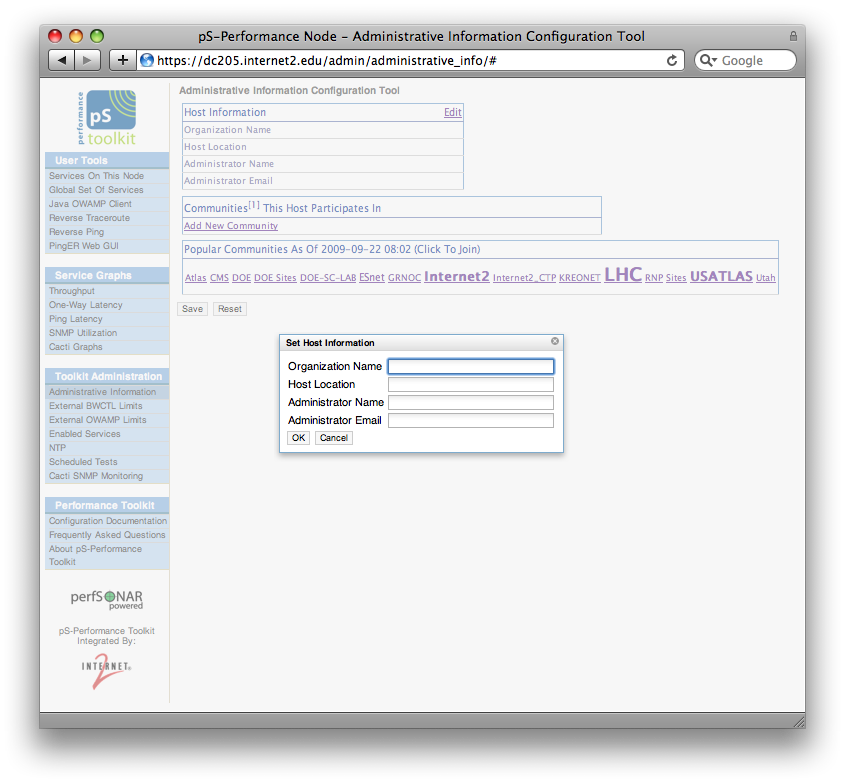 pS-Performance Node - Administrative Information Configuration Tool
https://dc205.internet2.edu/admin/administrative_info/#
Google
performance
pS
toolkit
User Tools
Services On This Node
Global Set Of Services
Java OWAMP Client
Reverse Traceroute
Reverse Ping
PingER Web GUI
Service Graphs
Throughput
One-Way Latency
Ping Latency
SNMP Utilization
Cacti Graphs
Toolkit Administration
Administrative Information
External BWCTL Limits
External OWAMP Limits
Enabled Services
NTP
Scheduled Tests
Cacti SNMP Monitoring
Performance Toolkit
Configuration Documentation
Frequently Asked Questions
About pS-Performance
Toolkit
perfSONAR
powered
pS-Performance Toolkit
Integrated By:
INTERNET®
2
Administrative Information Configuration Tool
Host Information Edit
Organization Name
Host Location
Administrator Name
Administrator Email
Communities[1] This Host Participates In
Add New Community
Popular Communities As Of 2009-09-22 08:02 (Click To Join)
Atlas CMS DOE DOE Sites DOE-SC-LAB ESnet GRNOC Internet2 Internet2_CTP KREONET LHC RNP Sites USATLAS Utah
Save Reset
Set Host Information
Organization Name
Host Location
Administrator Name
Administrator Email
OK Cancel